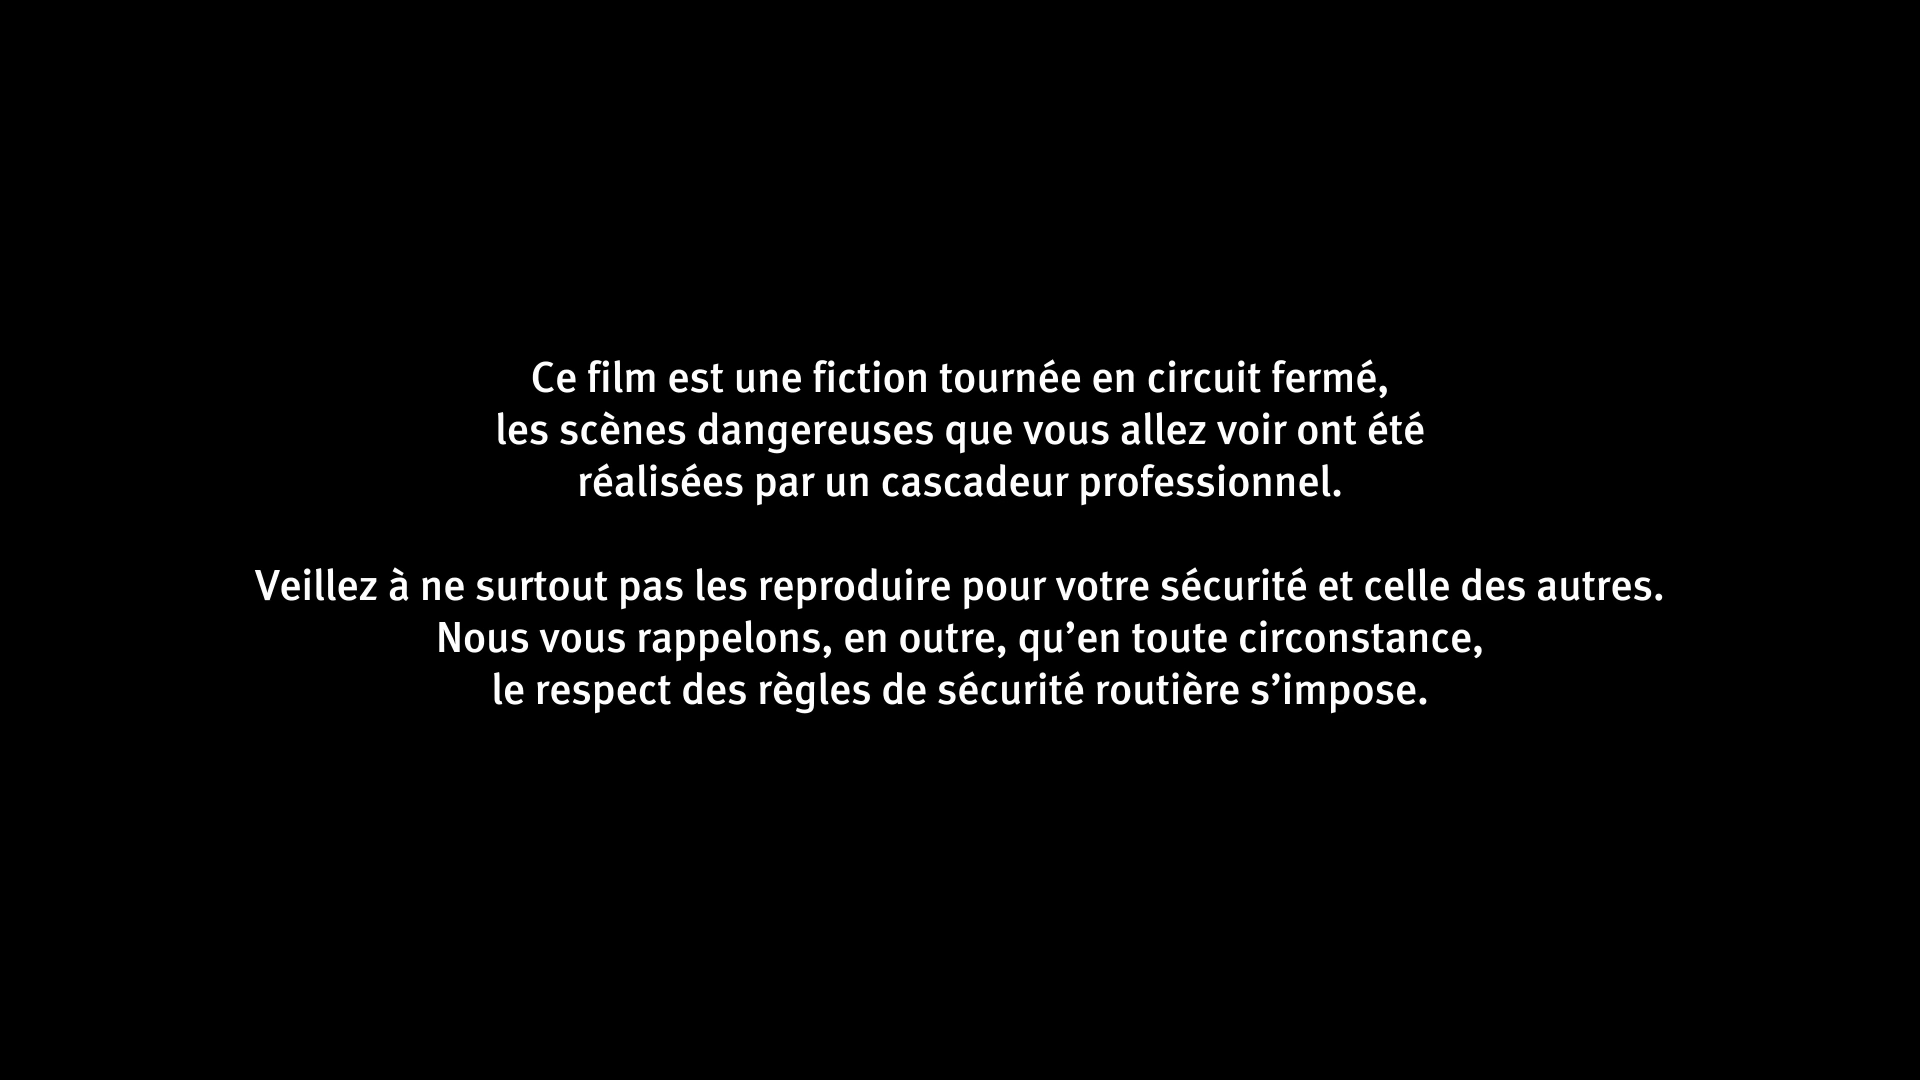 Ce film est une fiction tournée en circuit fermé,
les scènes dangereuses que vous allez voir ont été
réalisées par un cascadeur professionnel.
Veillez à ne surtout pas les reproduire pour votre sécurité et celle des autres.
Nous vous rappelons, en outre, qu’en toute circonstance,
le respect des règles de sécurité routière s’impose.